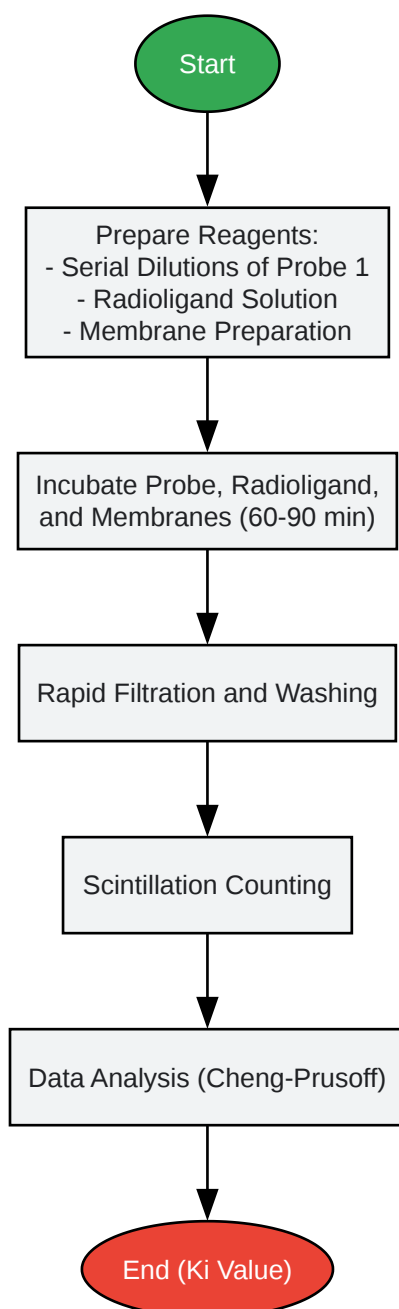 Start
Prepare Reagents:
- Serial Dilutions of Probe 1
- Radioligand Solution
- Membrane Preparation
Incubate Probe, Radioligand,
and Membranes (60-90 min)
Rapid Filtration and Washing
Scintillation Counting
Data Analysis (Cheng-Prusoff)
End (Ki Value)